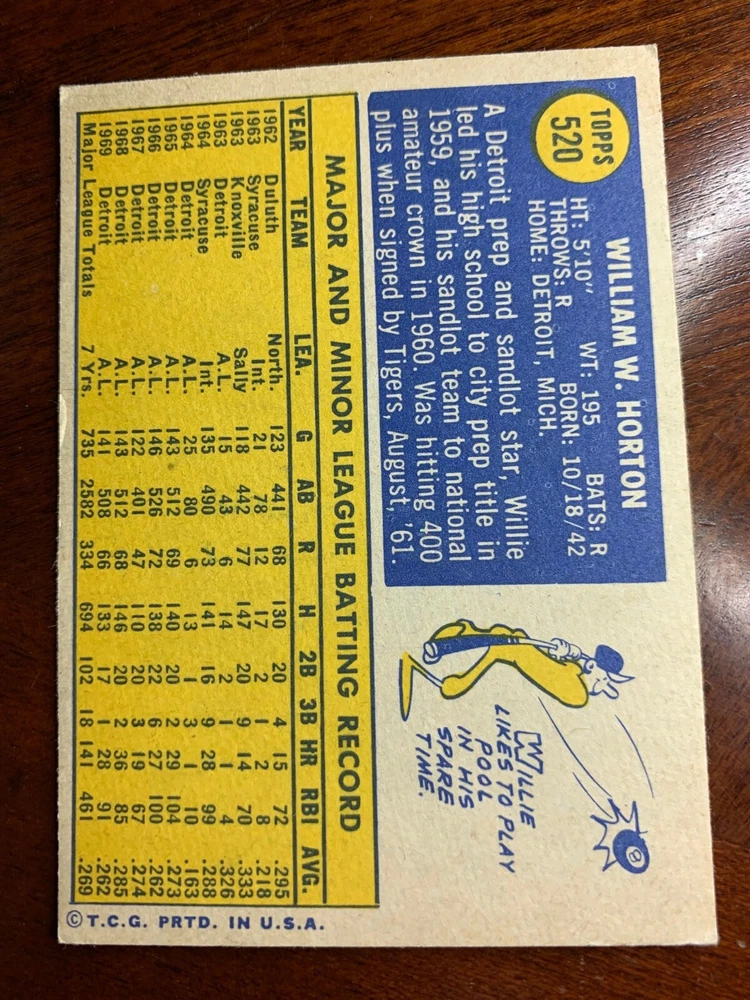 TOPPS
520
WILLIAM W. HORTON
HT: 5'10" WT: 195 BATS: R
THROWS: R BORN: 10/18/42
HOME: DETROIT, MICH.
A Detroit prep and sandlot star, Willie
led his high school to city prep title in
1959, and his sandlot team to national
amateur crown in 1960. Was hitting 400
plus when signed by Tigers, August, '61.
8
WILLIE
LIKES TO PLAY
POOL
IN HIS
SPARE
TIME.
MAJOR AND MINOR LEAGUE BATTING RECORD
YEAR TEAM LEA. G AB R H 2B 3B HR RBI AVG.
1962 Duluth North. 123 441 68 130 20 4 15 72 .295
1963 Syracuse Int. 21 78 12 17 2 1 2 8 .218
1963 Knoxville Sally 118 442 77 147 20 9 14 70 .333
1963 Detroit A.L. 15 43 6 14 2 1 1 4 .326
1964 Syracuse Int. 135 490 73 141 16 9 28 99 .288
1964 Detroit A.L. 25 80 6 13 1 3 1 10 .163
1965 Detroit A.L. 143 512 69 140 20 2 29 104 .273
1966 Detroit A.L. 146 526 72 138 22 6 27 100 .262
1967 Detroit A.L. 122 401 47 110 20 3 19 67 .274
1968 Detroit A.L. 143 512 68 146 20 2 36 85 .285
1969 Detroit A.L. 141 508 66 133 17 1 28 91 .262
Major League Totals 7 Yrs. 735 2582 334 694 102 18 141 461 .269
© T.C.G. PRTD. IN U.S.A.